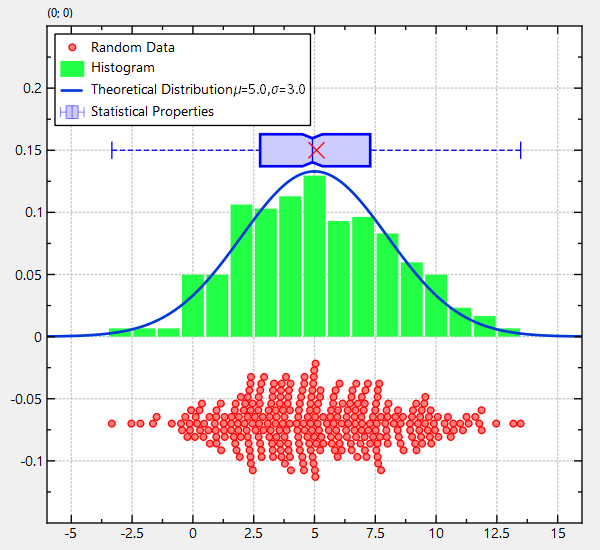 (0; 0)
Random Data
Histogram
Theoretical Distributionμ=5.0,σ=3.0
Statistical Properties
0.2
0.15
0.1
0.05
0
-0.05
-0.1
-5 -2.5 0 2.5 5 7.5 10 12.5 15